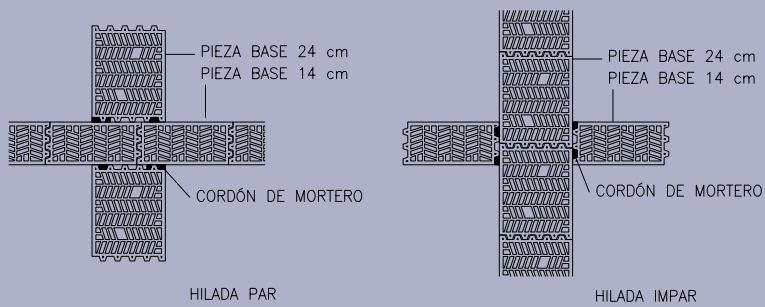 PIEZA BASE 24 cm
PIEZA BASE 14 cm
CORDÓN DE MORTERO
HILADA PAR
PIEZA BASE 24 cm
PIEZA BASE 14 cm
CORDÓN DE MORTERO
HILADA IMPAR